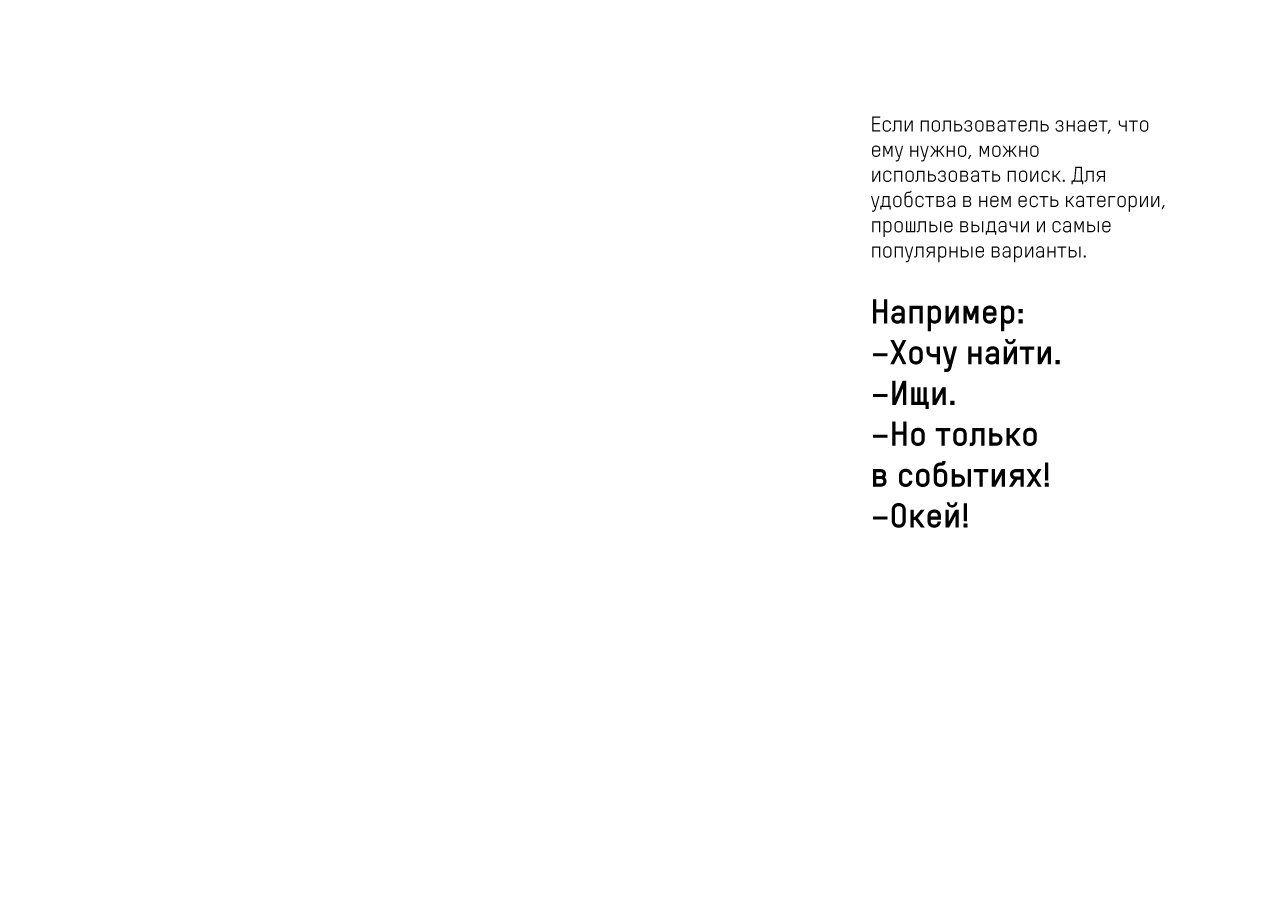 Если пользователь знает, что
ему нужно, можно
использовать поиск. Для
удобства в нем есть категории,
прошлые выдачи и самые
популярные варианты.
Например:
–Хочу найти.
–Ищи.
–Но только
в событиях!
–Окей!